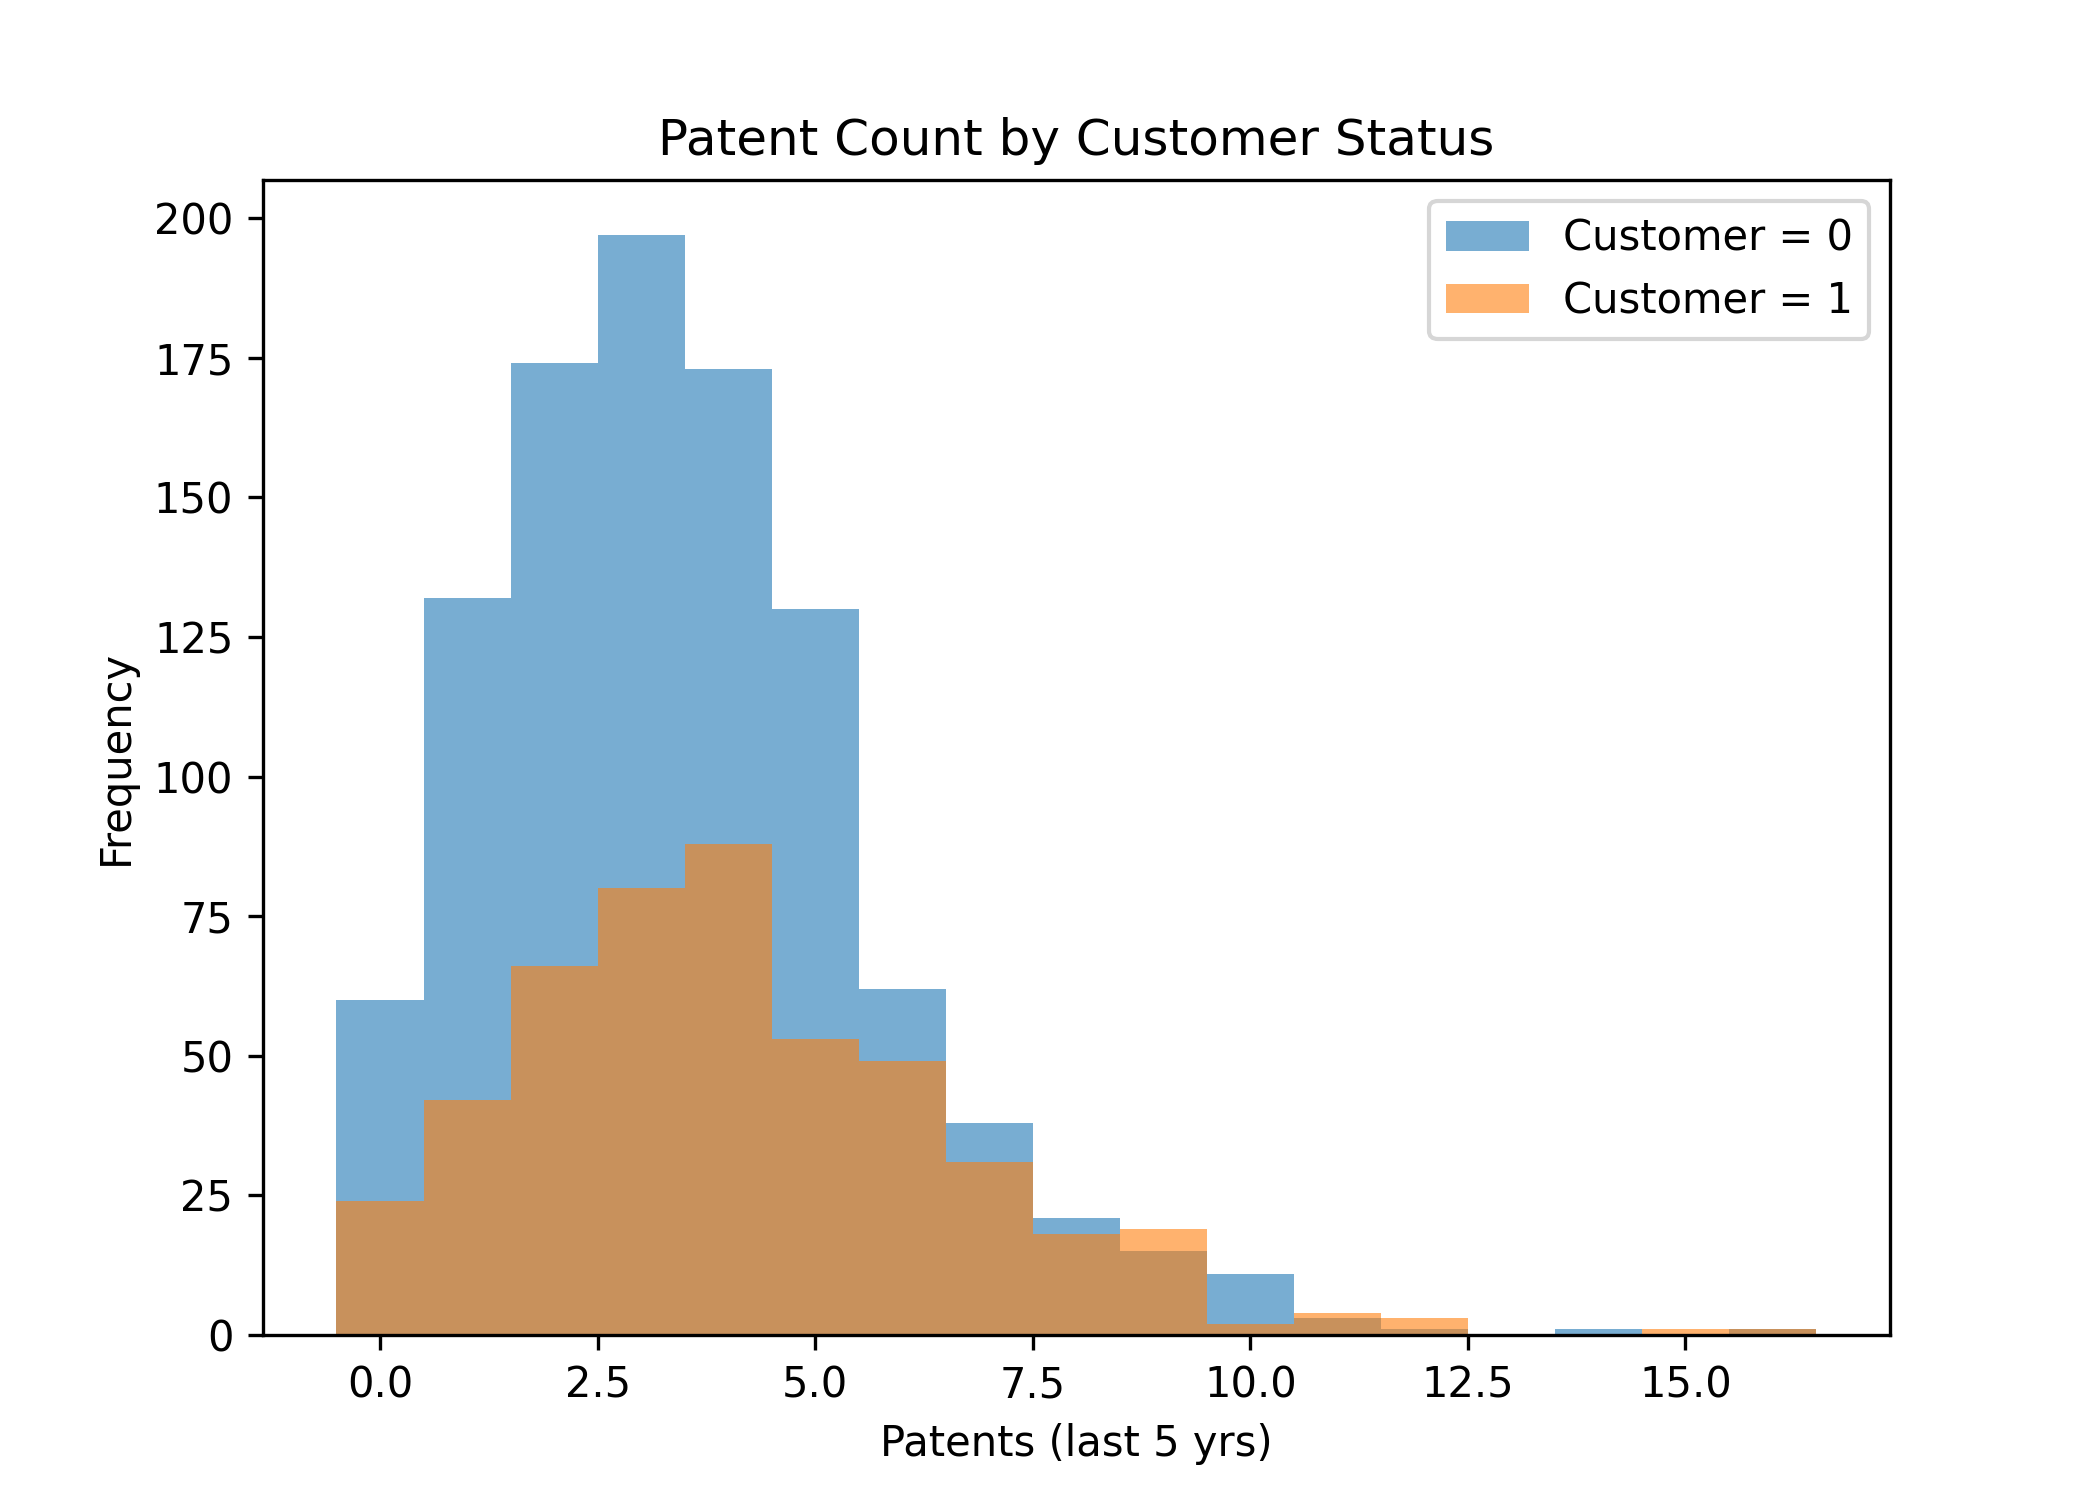 Patent Count by Customer Status
Customer = 0
Customer = 1
200
175
150
125
100
75
50
25
0
Frequency
0.0 2.5 5.0 7.5 10.0 12.5 15.0
Patents (last 5 yrs)